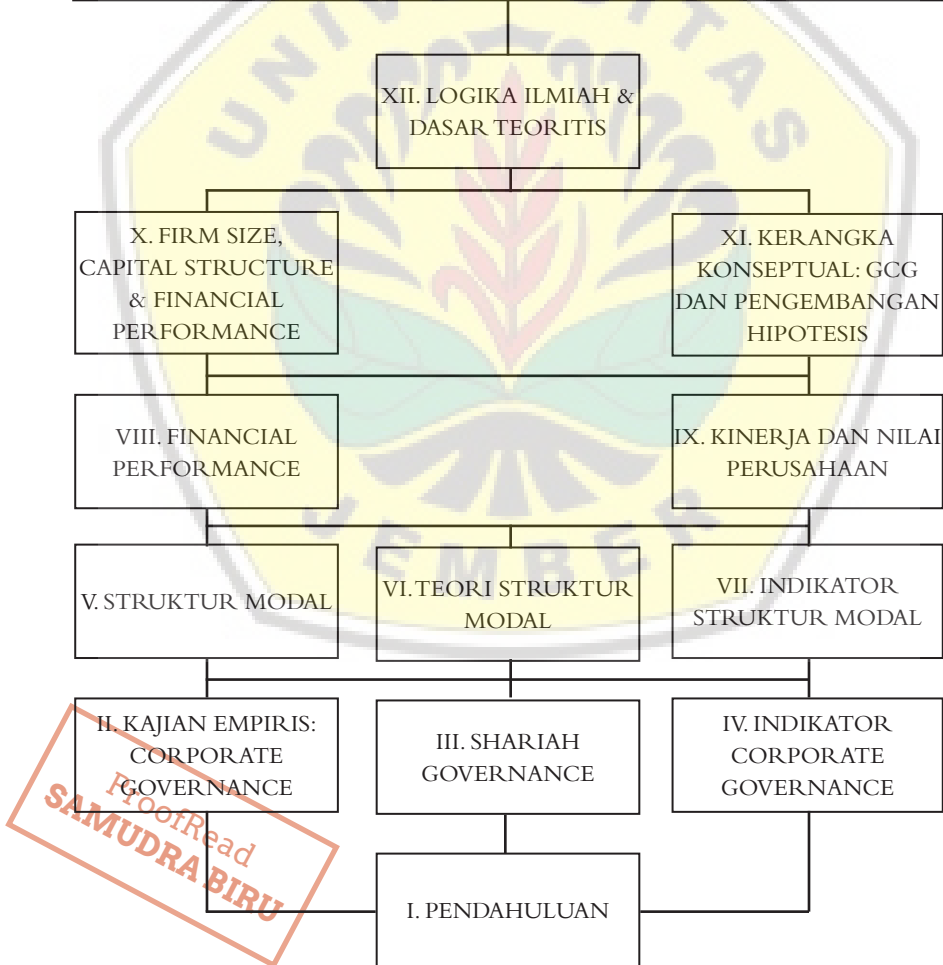 UNIVERSITAS
XII. LOGIKA ILMIAH &
DASAR TEORITIS
X. FIRM SIZE,
CAPITAL STRUCTURE
& FINANCIAL
PERFORMANCE
XI. KERANGKA
KONSEPTUAL: GCG
DAN PENGEMBANGAN
HIPOTESIS
VIII. FINANCIAL
PERFORMANCE
IX. KINERJA DAN NILAI
PERUSAHAAN
JEMBER
V. STRUKTUR MODAL
VI. TEORI STRUKTUR
MODAL
VII. INDIKATOR
STRUKTUR MODAL
II. KAJIAN EMPIRIS:
CORPORATE
GOVERNANCE
III. SHARIAH
GOVERNANCE
IV. INDIKATOR
CORPORATE
GOVERNANCE
ProofRead
SAMUDRA BIRU
I. PENDAHULUAN